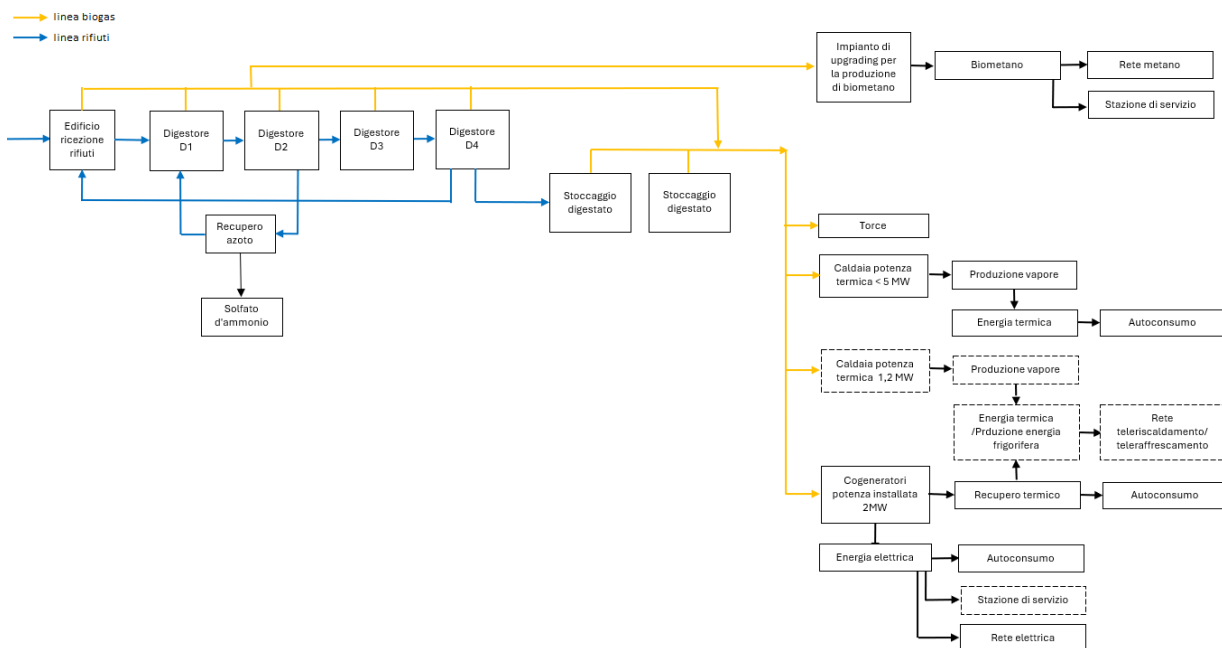 linea biogas
linea rifiuti
Impianto di
upgrading per
la produzione
di biometano
Biometano
Rete metano
Stazione di servizio
Edificio
ricezione
rifiuti
Digestore
D1
Digestore
D2
Digestore
D3
Digestore
D4
Stoccaggio
digestato
Stoccaggio
digestato
Recupero
azoto
Solfato
d'ammonio
Torce
Caldaia potenza
termica < 5 MW
Produzione vapore
Energia termica
Autoconsumo
Caldaia potenza
termica 1,2 MW
Produzione vapore
Energia termica
/Prduzione energia
frigorifera
Rete
teleriscaldamento/
teleraffrescamento
Cogeneratori
potenza installata
2MW
Recupero termico
Autoconsumo
Energia elettrica
Autoconsumo
Stazione di servizio
Rete elettrica